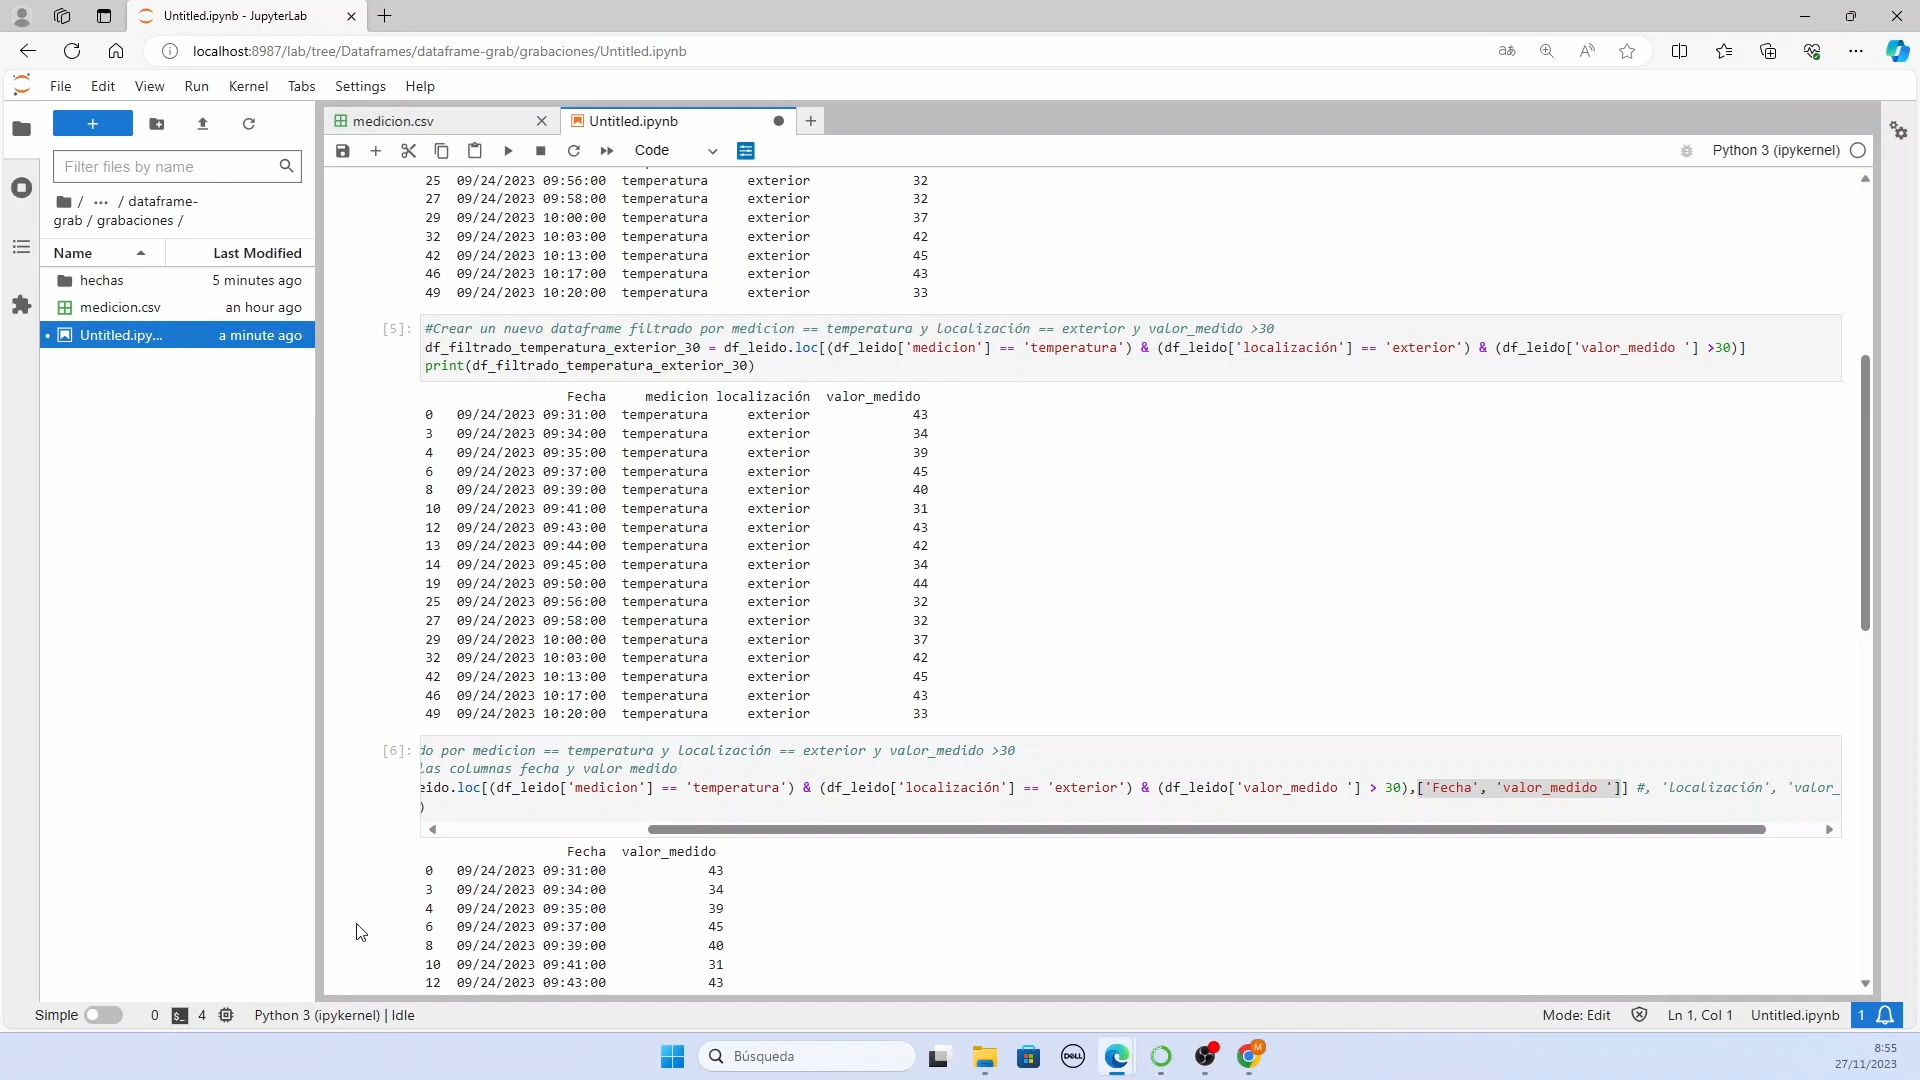 Untitled.ipynb - JupyterLab
localhost:8987/lab/tree/Dataframes/dataframe-grab/grabaciones/Untitled.ipynb
File Edit View Run Kernel Tabs Settings Help
medicion.csv
Untitled.ipynb
Code
Python 3 (ipykernel)
Filter files by name
/ ... / dataframe-
grab / grabaciones /
Name Last Modified
hechas 5 minutes ago
medicion.csv an hour ago
Untitled.ipy... a minute ago
25 09/24/2023 09:56:00 temperatura exterior 32
27 09/24/2023 09:58:00 temperatura exterior 32
29 09/24/2023 10:00:00 temperatura exterior 37
32 09/24/2023 10:03:00 temperatura exterior 42
42 09/24/2023 10:13:00 temperatura exterior 45
46 09/24/2023 10:17:00 temperatura exterior 43
49 09/24/2023 10:20:00 temperatura exterior 33
[5]: #Crear un nuevo dataframe filtrado por medicion == temperatura y localización == exterior y valor_medido >30
df_filtrado_temperatura_exterior_30 = df_leido.loc[(df_leido['medicion'] == 'temperatura') & (df_leido['localización'] == 'exterior') & (df_leido['valor_medido '] >30)]
print(df_filtrado_temperatura_exterior_30)
Fecha medicion localización valor_medido
0 09/24/2023 09:31:00 temperatura exterior 43
3 09/24/2023 09:34:00 temperatura exterior 34
4 09/24/2023 09:35:00 temperatura exterior 39
6 09/24/2023 09:37:00 temperatura exterior 45
8 09/24/2023 09:39:00 temperatura exterior 40
10 09/24/2023 09:41:00 temperatura exterior 31
12 09/24/2023 09:43:00 temperatura exterior 43
13 09/24/2023 09:44:00 temperatura exterior 42
14 09/24/2023 09:45:00 temperatura exterior 34
19 09/24/2023 09:50:00 temperatura exterior 44
25 09/24/2023 09:56:00 temperatura exterior 32
27 09/24/2023 09:58:00 temperatura exterior 32
29 09/24/2023 10:00:00 temperatura exterior 37
32 09/24/2023 10:03:00 temperatura exterior 42
42 09/24/2023 10:13:00 temperatura exterior 45
46 09/24/2023 10:17:00 temperatura exterior 43
49 09/24/2023 10:20:00 temperatura exterior 33
[6]: do por medicion == temperatura y localización == exterior y valor_medido >30
las columnas fecha y valor medido
eido.loc[(df_leido['medicion'] == 'temperatura') & (df_leido['localización'] == 'exterior') & (df_leido['valor_medido '] > 30),['Fecha', 'valor_medido ']] #, 'localización', 'valor_
)
Fecha valor_medido
0 09/24/2023 09:31:00 43
3 09/24/2023 09:34:00 34
4 09/24/2023 09:35:00 39
6 09/24/2023 09:37:00 45
8 09/24/2023 09:39:00 40
10 09/24/2023 09:41:00 31
12 09/24/2023 09:43:00 43
Simple 0 4 Python 3 (ipykernel) | Idle Mode: Edit Ln 1, Col 1 Untitled.ipynb 1
Búsqueda
DELL
M
8:55
27/11/2023